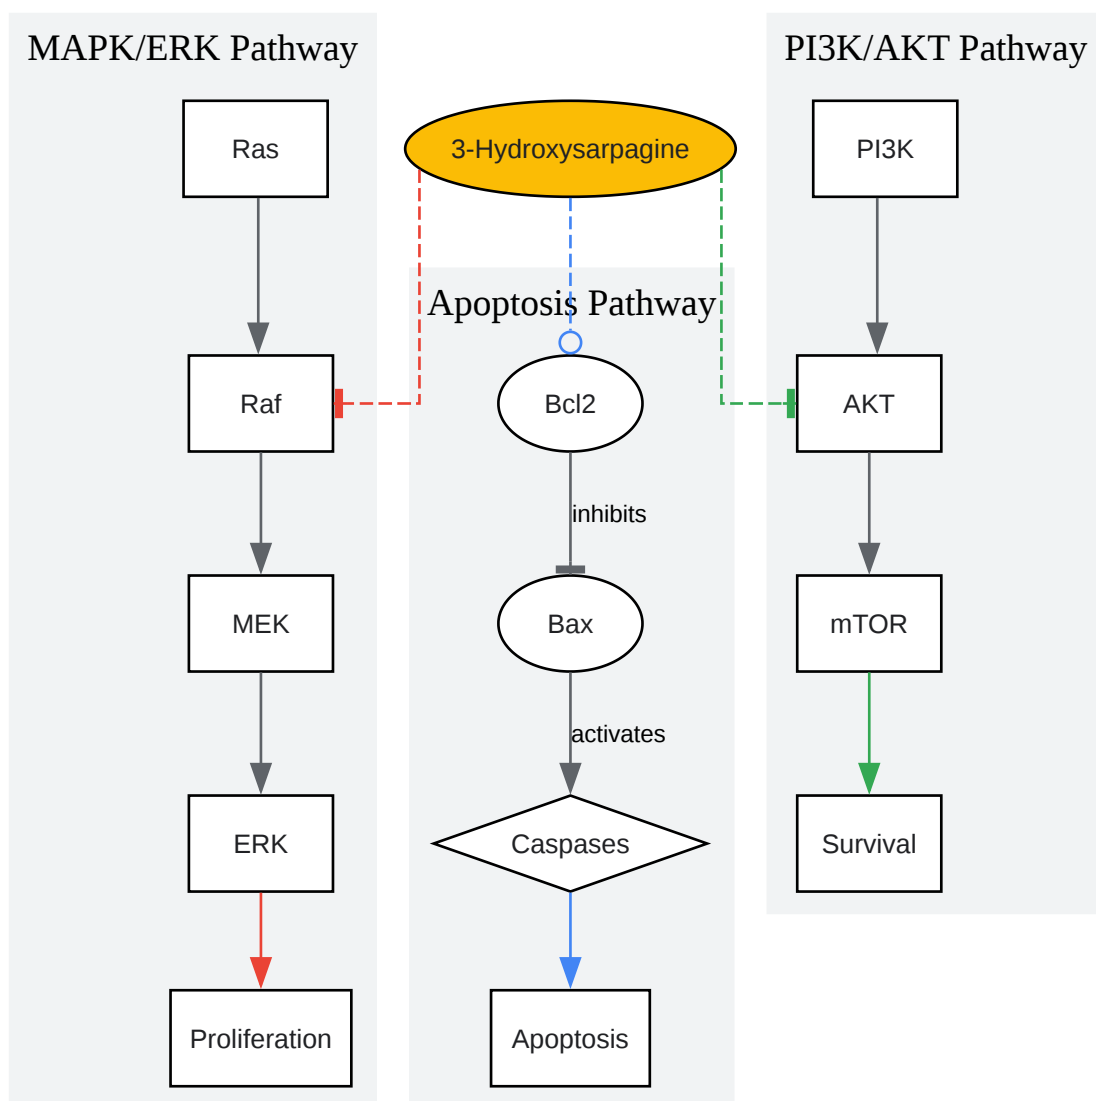 MAPK/ERK Pathway
PI3K/AKT Pathway
Ras
3-Hydroxysarpagine
PI3K
Apoptosis Pathway
Raf
Bcl2
AKT
inhibits
MEK
Bax
mTOR
activates
ERK
Caspases
Survival
Proliferation
Apoptosis